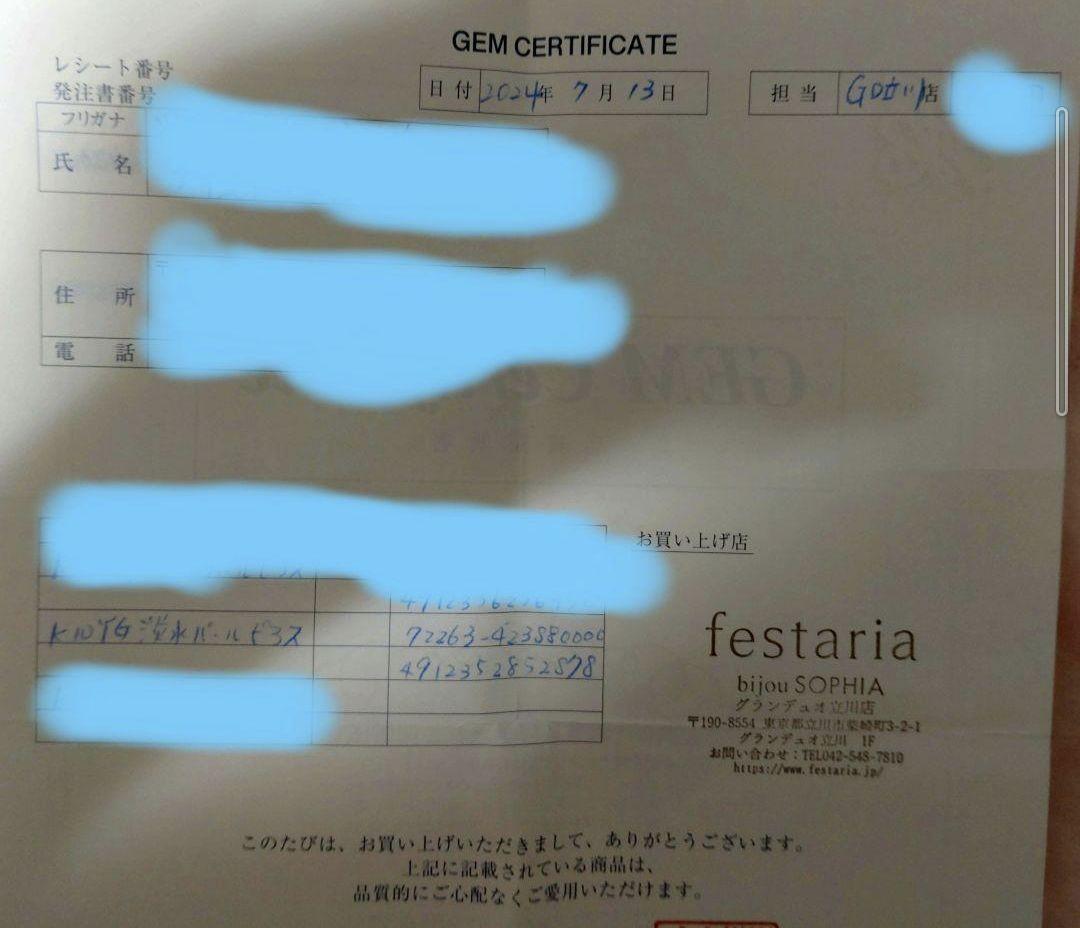 GEM CERTIFICATE
レシート番号
発注書番号
日付 2024年 7月 13日
担当 GD立川店
フリガナ
氏 名
住 所
電 話
お買い上げ店
K10YG 淡水パールピアス 72263-423880000
4912352852878
festaria
bijou SOPHIA
グランデュオ立川店
〒190-8554 東京都立川市柴崎町3-2-1
グランデュオ立川 1F
お問い合わせ：TEL042-548-7810
https://www.festaria.jp/
このたびは、お買い上げいただきまして、ありがとうございます。
上記に記載されている商品は、
品質的にご心配なくご愛用いただけます。